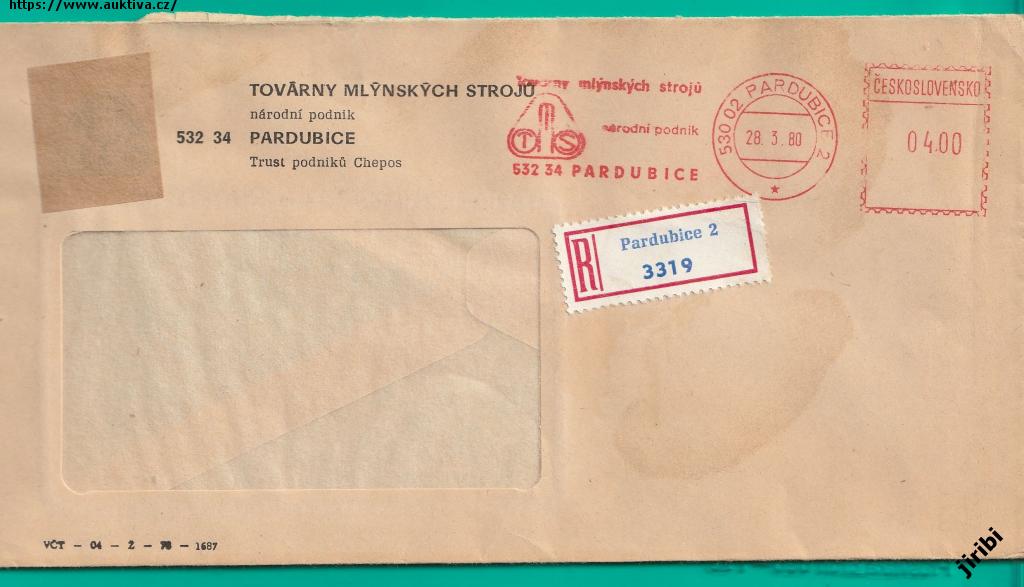 https://www.auktiva.cz/
TOVÁRNY MLÝNSKÝCH STROJŮ
národní podnik
532 34 PARDUBICE
Trust podniků Chepos
Továrny mlýnských strojů
národní podnik
TMS
532 34 PARDUBICE
530 02 PARDUBICE 2
28.3.80
ČESKOSLOVENSKO
04.00
R
Pardubice 2
3319
VČT - 04 - Ž - 78 - 1687
jiribi